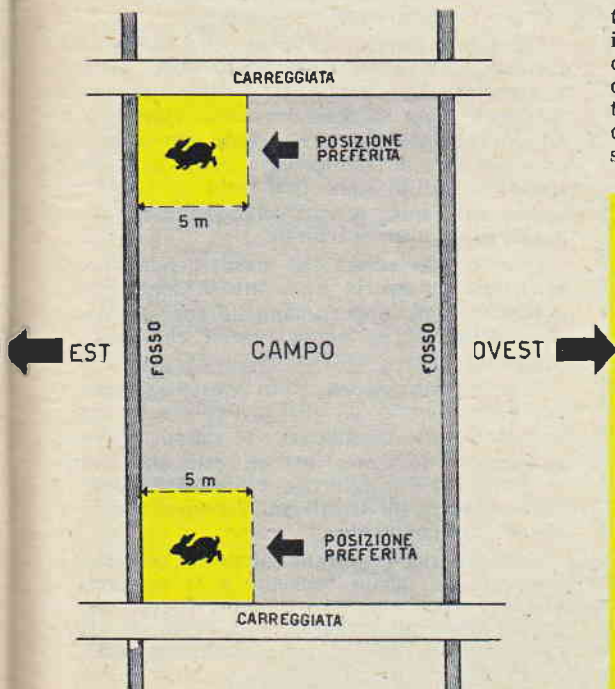 CARREGGIATA
POSIZIONE
PREFERITA
5 m
EST
FOSSO
CAMPO
FOSSO
OVEST
5 m
POSIZIONE
PREFERITA
CARREGGIATA